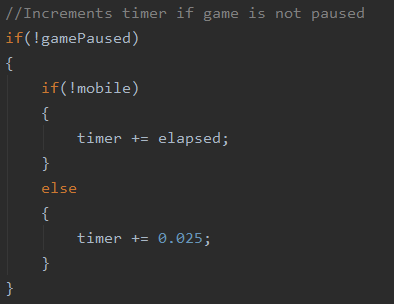 //Increments timer if game is not paused
if(!gamePaused)
{
    if(!mobile)
    {
        timer += elapsed;
    }
    else
    {
        timer += 0.025;
    }
}